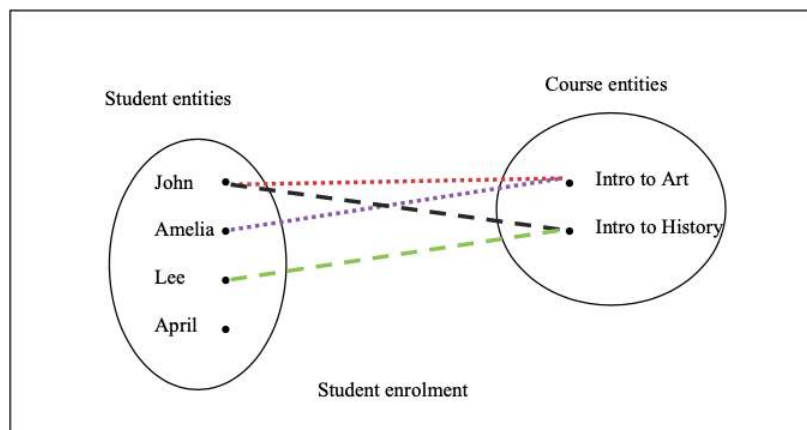 Student entities
Course entities
John
Amelia
Lee
April
Intro to Art
Intro to History
Student enrolment